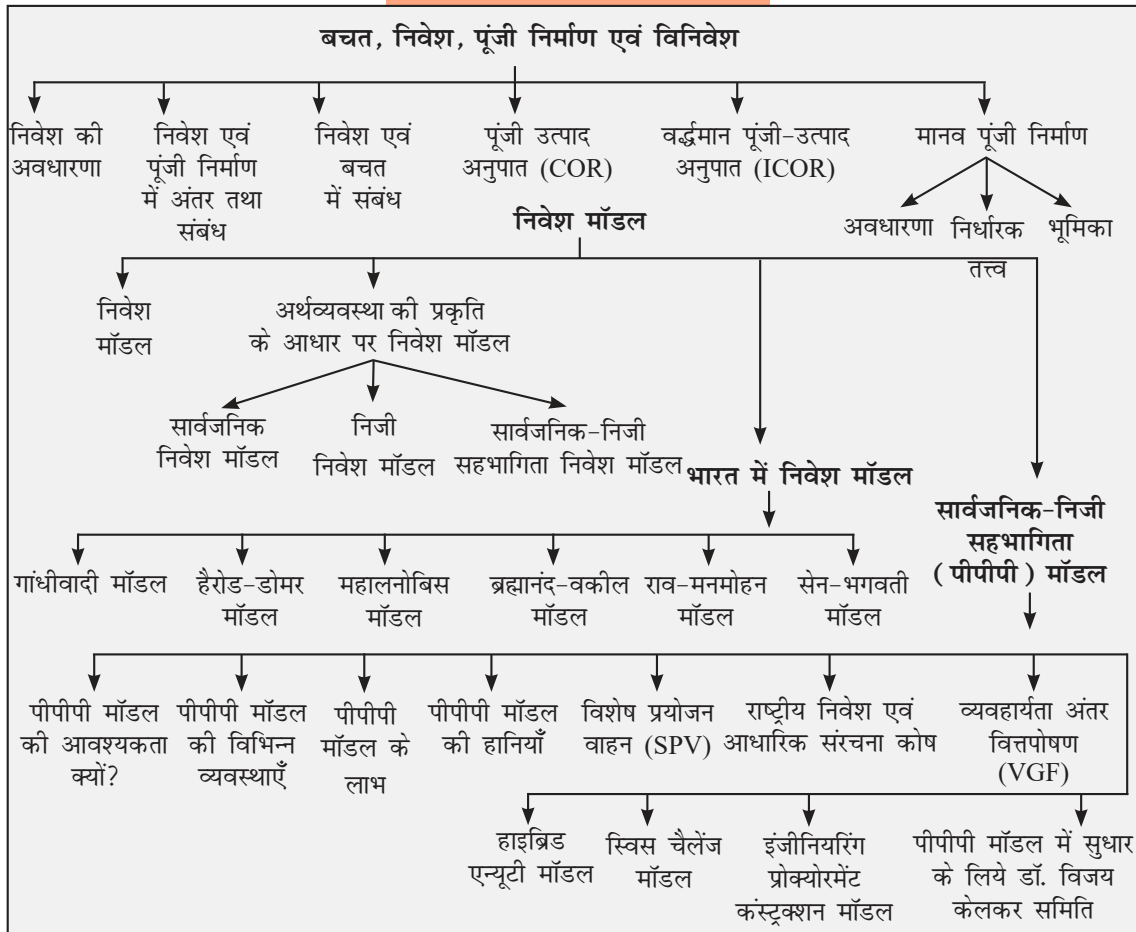 बचत, निवेश, पूंजी निर्माण एवं विनिवेश
निवेश की
अवधारणा
निवेश एवं
पूंजी निर्माण
में अंतर तथा
संबंध
निवेश एवं
बचत
में संबंध
पूंजी उत्पाद
अनुपात (COR)
वर्द्धमान पूंजी-उत्पाद
अनुपात (ICOR)
मानव पूंजी निर्माण
अवधारणा
निर्धारक
तत्त्व
भूमिका
निवेश मॉडल
निवेश
मॉडल
अर्थव्यवस्था की प्रकृति
के आधार पर निवेश मॉडल
सार्वजनिक
निवेश मॉडल
निजी
निवेश मॉडल
सार्वजनिक-निजी
सहभागिता निवेश मॉडल
भारत में निवेश मॉडल
सार्वजनिक-निजी
सहभागिता
(पीपीपी) मॉडल
गांधीवादी मॉडल
हैरोड-डोमर
मॉडल
महालनोबिस
मॉडल
ब्रह्मानंद-वकील
मॉडल
राव-मनमोहन
मॉडल
सेन-भगवती
मॉडल
पीपीपी मॉडल
की आवश्यकता
क्यों?
पीपीपी मॉडल
की विभिन्न
व्यवस्थाएँ
पीपीपी
मॉडल के
लाभ
पीपीपी मॉडल
की हानियाँ
विशेष प्रयोजन
वाहन (SPV)
राष्ट्रीय निवेश एवं
आधारिक संरचना कोष
व्यवहार्यता अंतर
वित्तपोषण
(VGF)
हाइब्रिड
एन्यूटी मॉडल
स्विस चैलेंज
मॉडल
इंजीनियरिंग
प्रोक्योरमेंट
कंस्ट्रक्शन मॉडल
पीपीपी मॉडल में सुधार
के लिये डॉ. विजय
केलकर समिति